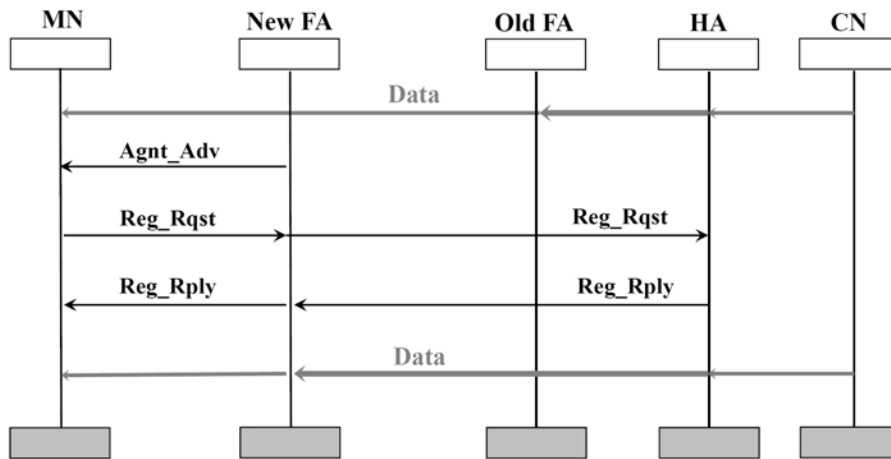 MN New FA Old FA HA CN
Data
Agnt_Adv
Reg_Rqst Reg_Rqst
Reg_Rply Reg_Rply
Data